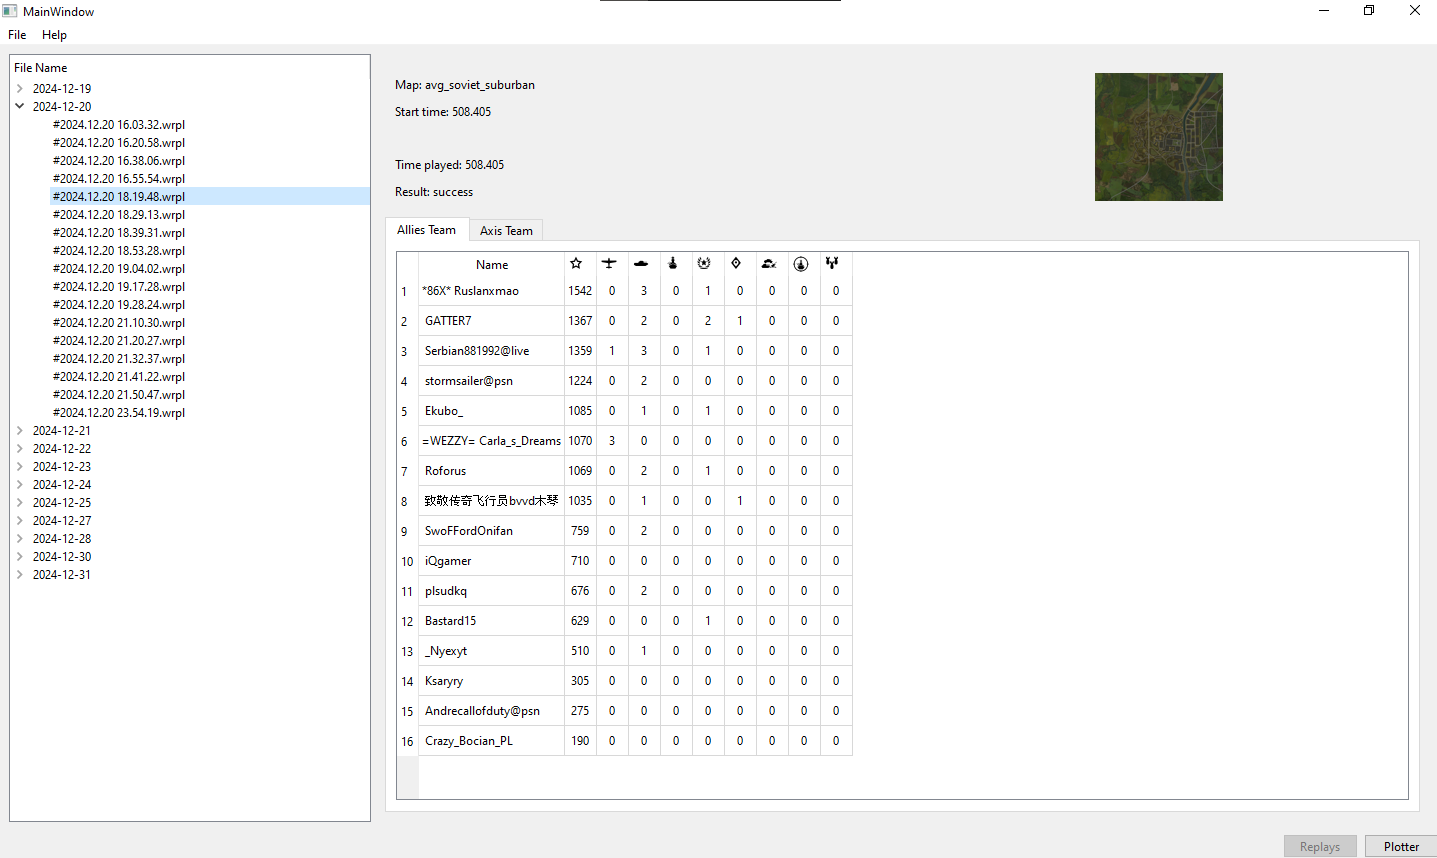 MainWindow
File Help
File Name
2024-12-19
2024-12-20
#2024.12.20 16.03.32.wrpl
#2024.12.20 16.20.58.wrpl
#2024.12.20 16.38.06.wrpl
#2024.12.20 16.55.54.wrpl
#2024.12.20 18.19.48.wrpl
#2024.12.20 18.29.13.wrpl
#2024.12.20 18.39.31.wrpl
#2024.12.20 18.53.28.wrpl
#2024.12.20 19.04.02.wrpl
#2024.12.20 19.17.28.wrpl
#2024.12.20 19.28.24.wrpl
#2024.12.20 21.10.30.wrpl
#2024.12.20 21.20.27.wrpl
#2024.12.20 21.32.37.wrpl
#2024.12.20 21.41.22.wrpl
#2024.12.20 21.50.47.wrpl
#2024.12.20 23.54.19.wrpl
2024-12-21
2024-12-22
2024-12-23
2024-12-24
2024-12-25
2024-12-27
2024-12-28
2024-12-30
2024-12-31
Map: avg_soviet_suburban
Start time: 508.405
Time played: 508.405
Result: success
Allies Team Axis Team
Name
1 *86X* Ruslanxmao 1542 0 3 0 1 0 0 0 0
2 GATTER7 1367 0 2 0 2 1 0 0 0
3 Serbian881992@live 1359 1 3 0 1 0 0 0 0
4 stormsailer@psn 1224 0 2 0 0 0 0 0 0
5 Ekubo_ 1085 0 1 0 1 0 0 0 0
6 =WEZZY= Carla_s_Dreams 1070 3 0 0 0 0 0 0 0
7 Roforus 1069 0 2 0 1 0 0 0 0
8 致敬传奇飞行员bvvd木琴 1035 0 1 0 0 1 0 0 0
9 SwoFFordOnifan 759 0 2 0 0 0 0 0 0
10 iQgamer 710 0 0 0 0 0 0 0 0
11 plsudkq 676 0 2 0 0 0 0 0 0
12 Bastard15 629 0 0 0 1 0 0 0 0
13 _Nyexyt 510 0 1 0 0 0 0 0 0
14 Ksaryry 305 0 0 0 0 0 0 0 0
15 Andrecallofduty@psn 275 0 0 0 0 0 0 0 0
16 Crazy_Bocian_PL 190 0 0 0 0 0 0 0 0
Replays Plotter